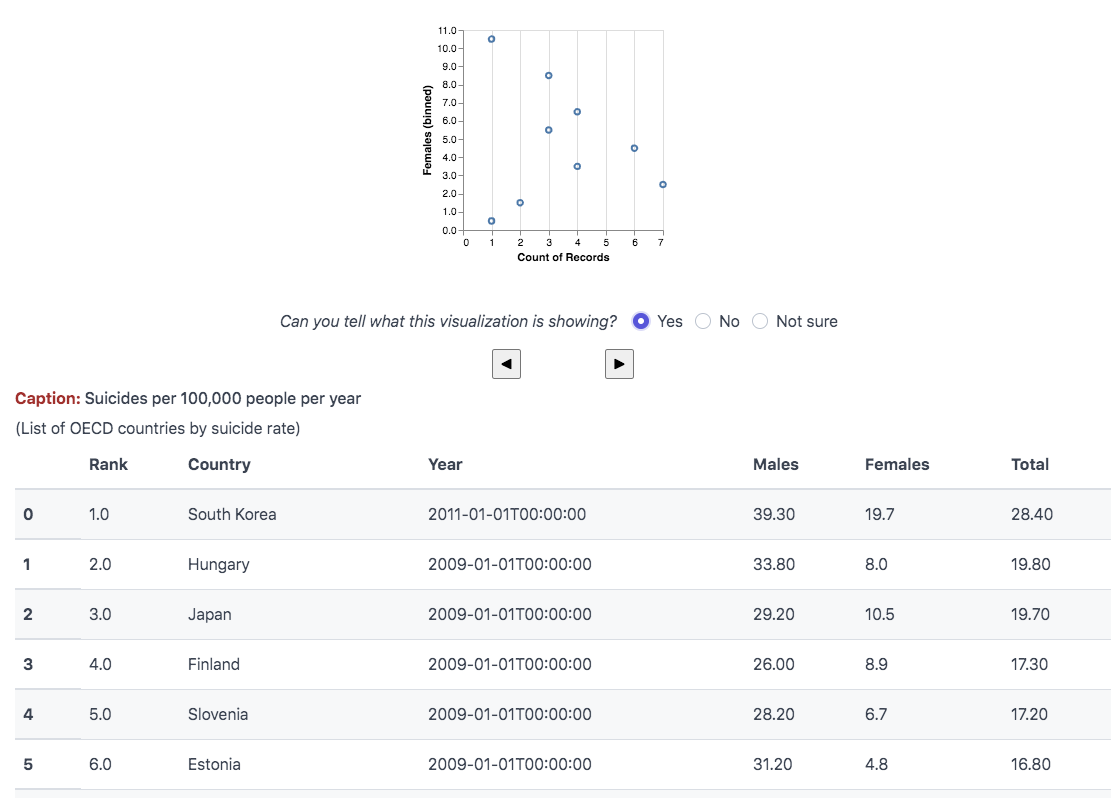 11.0
10.0
9.0
8.0
7.0
6.0
5.0
4.0
3.0
2.0
1.0
0.0
Females (binned)
0 1 2 3 4 5 6 7
Count of Records
Can you tell what this visualization is showing? Yes No Not sure
Caption: Suicides per 100,000 people per year
(List of OECD countries by suicide rate)
Rank Country Year Males Females Total
0 1.0 South Korea 2011-01-01T00:00:00 39.30 19.7 28.40
1 2.0 Hungary 2009-01-01T00:00:00 33.80 8.0 19.80
2 3.0 Japan 2009-01-01T00:00:00 29.20 10.5 19.70
3 4.0 Finland 2009-01-01T00:00:00 26.00 8.9 17.30
4 5.0 Slovenia 2009-01-01T00:00:00 28.20 6.7 17.20
5 6.0 Estonia 2009-01-01T00:00:00 31.20 4.8 16.80